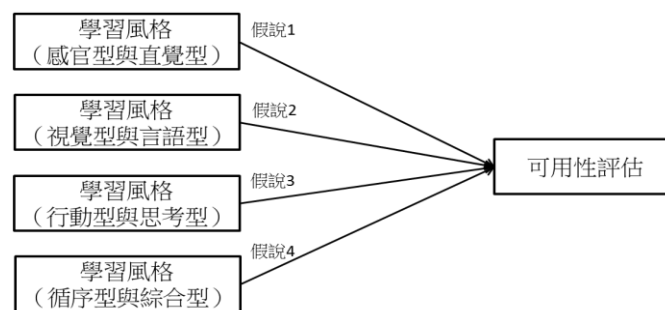 學習風格
（感官型與直覺型）
假說1
學習風格
（視覺型與言語型）
假說2
可用性評估
學習風格
（行動型與思考型）
假說3
學習風格
（循序型與綜合型）
假說4